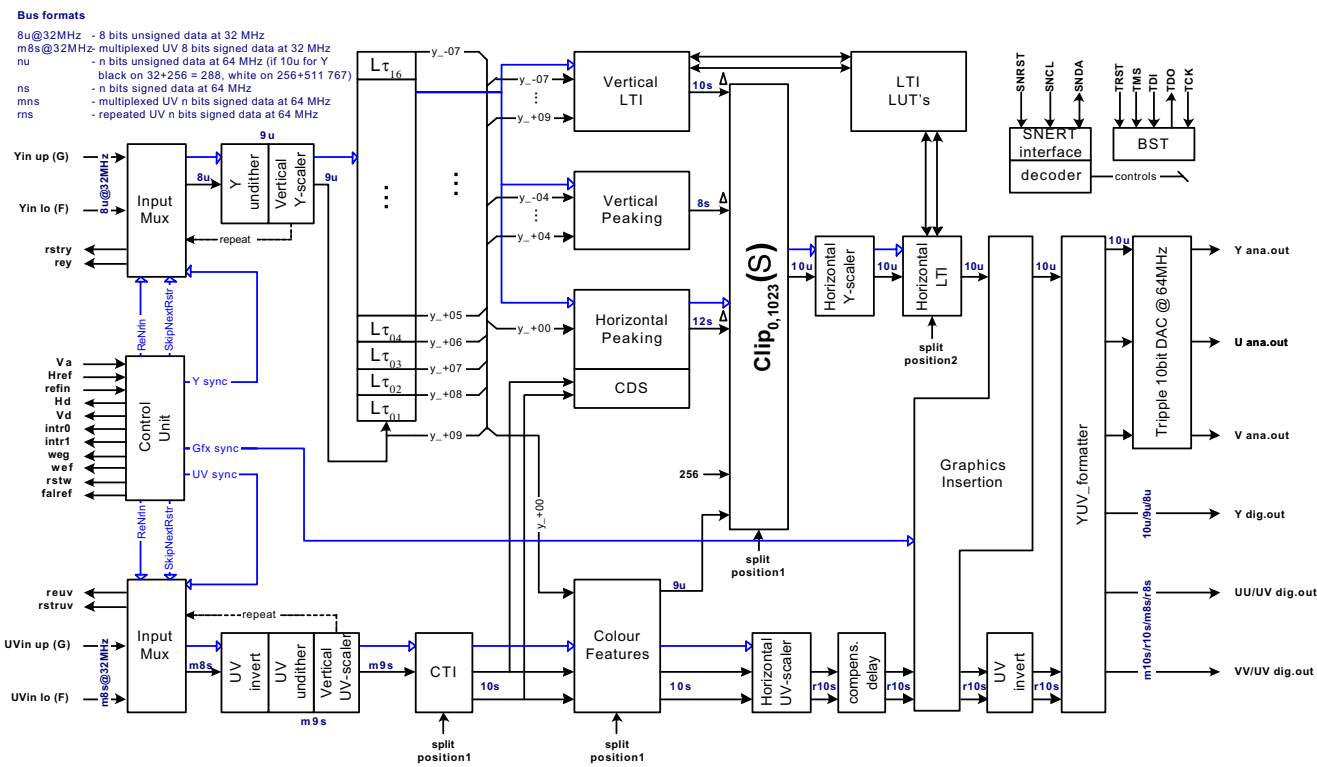 Bus formats
8u@32MHz - 8 bits unsigned data at 32 MHz
m8s@32MHz - multiplexed UV 8 bits signed data at 32 MHz
nu - n bits unsigned data at 64 MHz (if 10u for Y
black on 32+256 = 288, white on 256+511 767)
ns - n bits signed data at 64 MHz
mns - multiplexed UV n bits signed data at 64 MHz
rns - repeated UV n bits signed data at 64 MHz
Yin up (G)
Yin lo (F)
8u@32MHz
rstry
rey
Input
Mux
8u
9u
Y
undither
Vertical
Y-scaler
9u
repeat
ReNrIn
SkipNextRstr
Y sync
Gfx sync
UV sync
Va
Href
refin
Hd
Vd
intr0
intr1
weg
wef
rstw
falref
Control
Unit
ReNrIn
SkipNextRstr
reuv
rstruv
UVin up (G)
UVin lo (F)
m8s@32MHz
Input
Mux
m8s
repeat
UV
invert
UV
undither
Vertical
UV-scaler
m9s
m9s
CTI
10s
split
position1
Lτ16
⋮
Lτ04
Lτ03
Lτ02
Lτ01
y_-07
⋮
y_+05
y_+06
y_+07
y_+08
y_+09
y_-07
⋮
y_+09
y_-04
⋮
y_+04
y_+00
y_+00
Vertical
LTI
10s
Δ
Vertical
Peaking
8s
Δ
Horizontal
Peaking
12s
Δ
CDS
256
Clip0,1023(S)
split
position1
Colour
Features
9u
10s
split
position1
LTI
LUT's
10u
Horizontal
Y-scaler
10u
Horizontal
LTI
10u
split
position2
Horizontal
UV-scaler
r10s
compens.
delay
r10s
Graphics
Insertion
r10s
UV
invert
r10s
10u
YUV_formatter
10u
Tripple 10bit DAC @ 64MHz
Y ana.out
U ana.out
V ana.out
10u/9u/8u
Y dig.out
m10s/r10s/m8s/r8s
UU/UV dig.out
VV/UV dig.out
SNRST
SNCL
SNDA
SNERT
interface
decoder
controls
TRST
TMS
TDI
TDO
TCK
BST